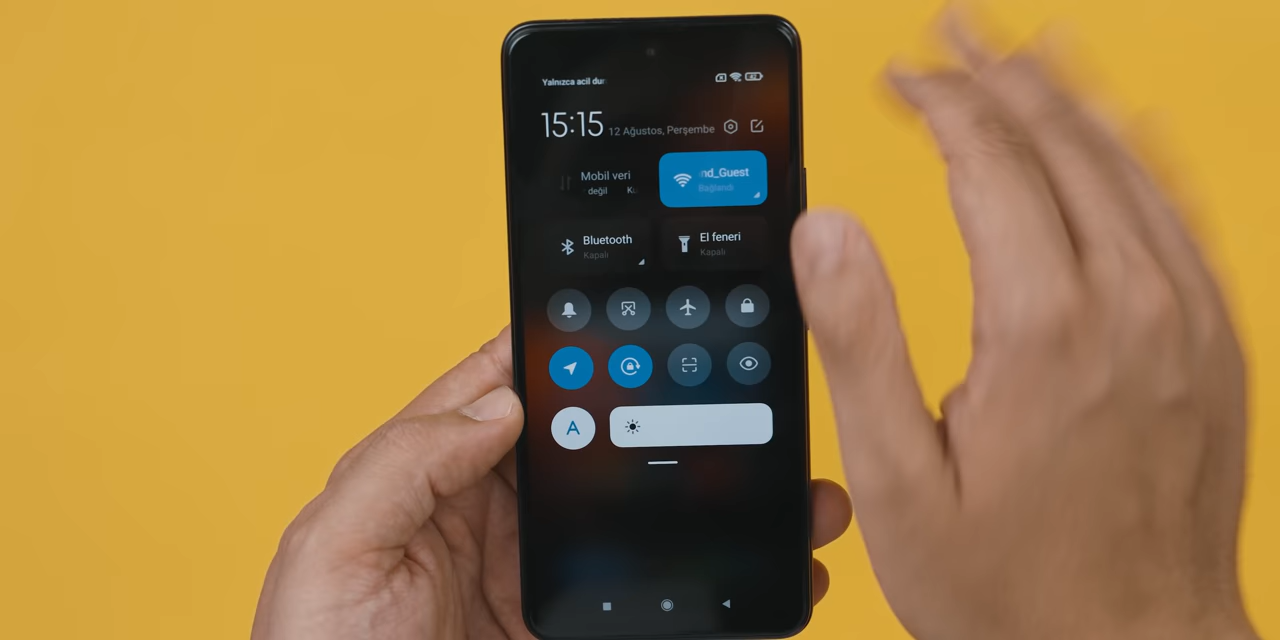 Yalnızca acil dur
15:15 12 Ağustos, Perşembe
Mobil veri
değil
nd_Guest
Bağlandı
Bluetooth
Kapalı
El feneri
Kapalı
A